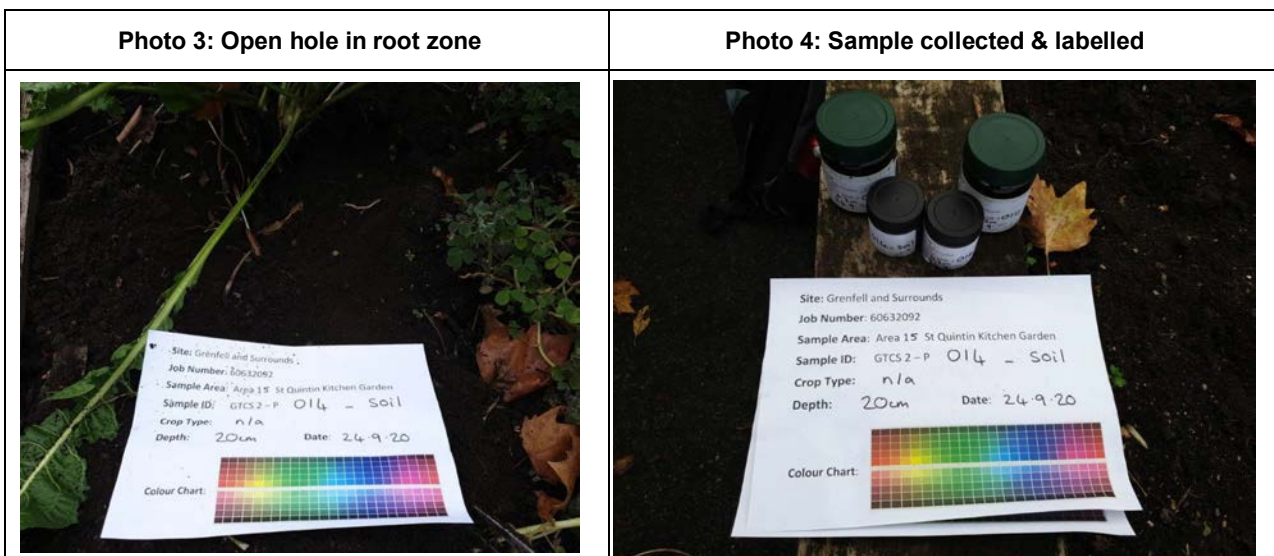 Photo 3: Open hole in root zone
Photo 4: Sample collected & labelled
Site: Grenfell and Surrounds
Job Number: 60632092
Sample Area: Area 15 St Quintin Kitchen Garden
Sample ID: GTCS 2 - P 014 - Soil
Crop Type: n/a
Depth: 20cm Date: 24.9.20
Colour Chart:
Site: Grenfell and Surrounds
Job Number: 60632092
Sample Area: Area 15 St Quintin Kitchen Garden
Sample ID: GTCS 2 - P 014 - Soil
Crop Type: n/a
Depth: 20cm Date: 24.9.20
Colour Chart: